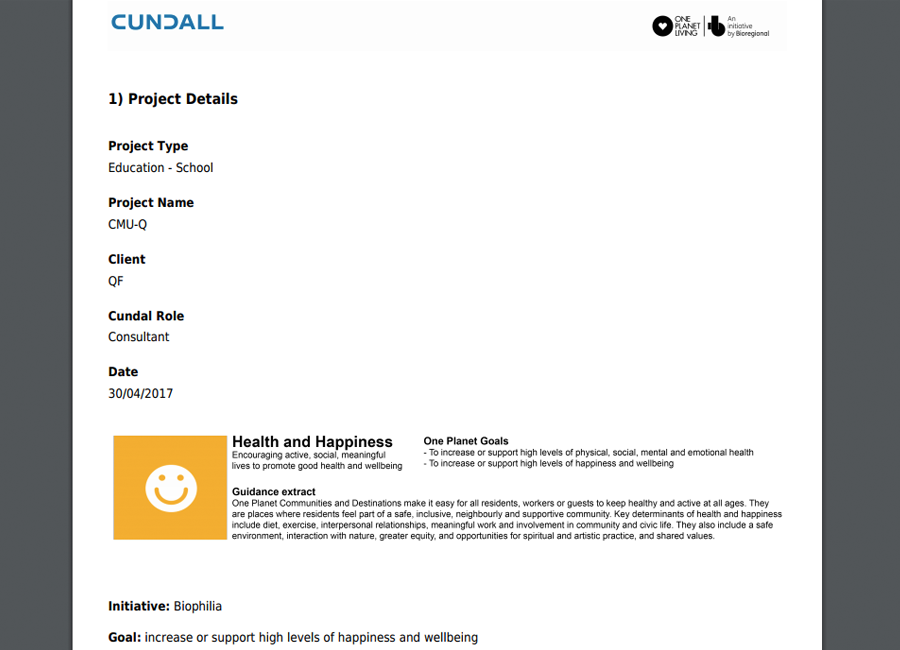 CUNDALL
ONE
PLANET
LIVING
An
initiative
by Bioregional
1) Project Details
Project Type
Education - School
Project Name
CMU-Q
Client
QF
Cundal Role
Consultant
Date
30/04/2017
Health and Happiness
Encouraging active, social, meaningful
lives to promote good health and wellbeing
One Planet Goals
- To increase or support high levels of physical, social, mental and emotional health
- To increase or support high levels of happiness and wellbeing
Guidance extract
One Planet Communities and Destinations make it easy for all residents, workers or guests to keep healthy and active at all ages. They
are places where residents feel part of a safe, inclusive, neighbourly and supportive community. Key determinants of health and happiness
include diet, exercise, interpersonal relationships, meaningful work and involvement in community and civic life. They also include a safe
environment, interaction with nature, greater equity, and opportunities for spiritual and artistic practice, and shared values.
Initiative: Biophilia
Goal: increase or support high levels of happiness and wellbeing